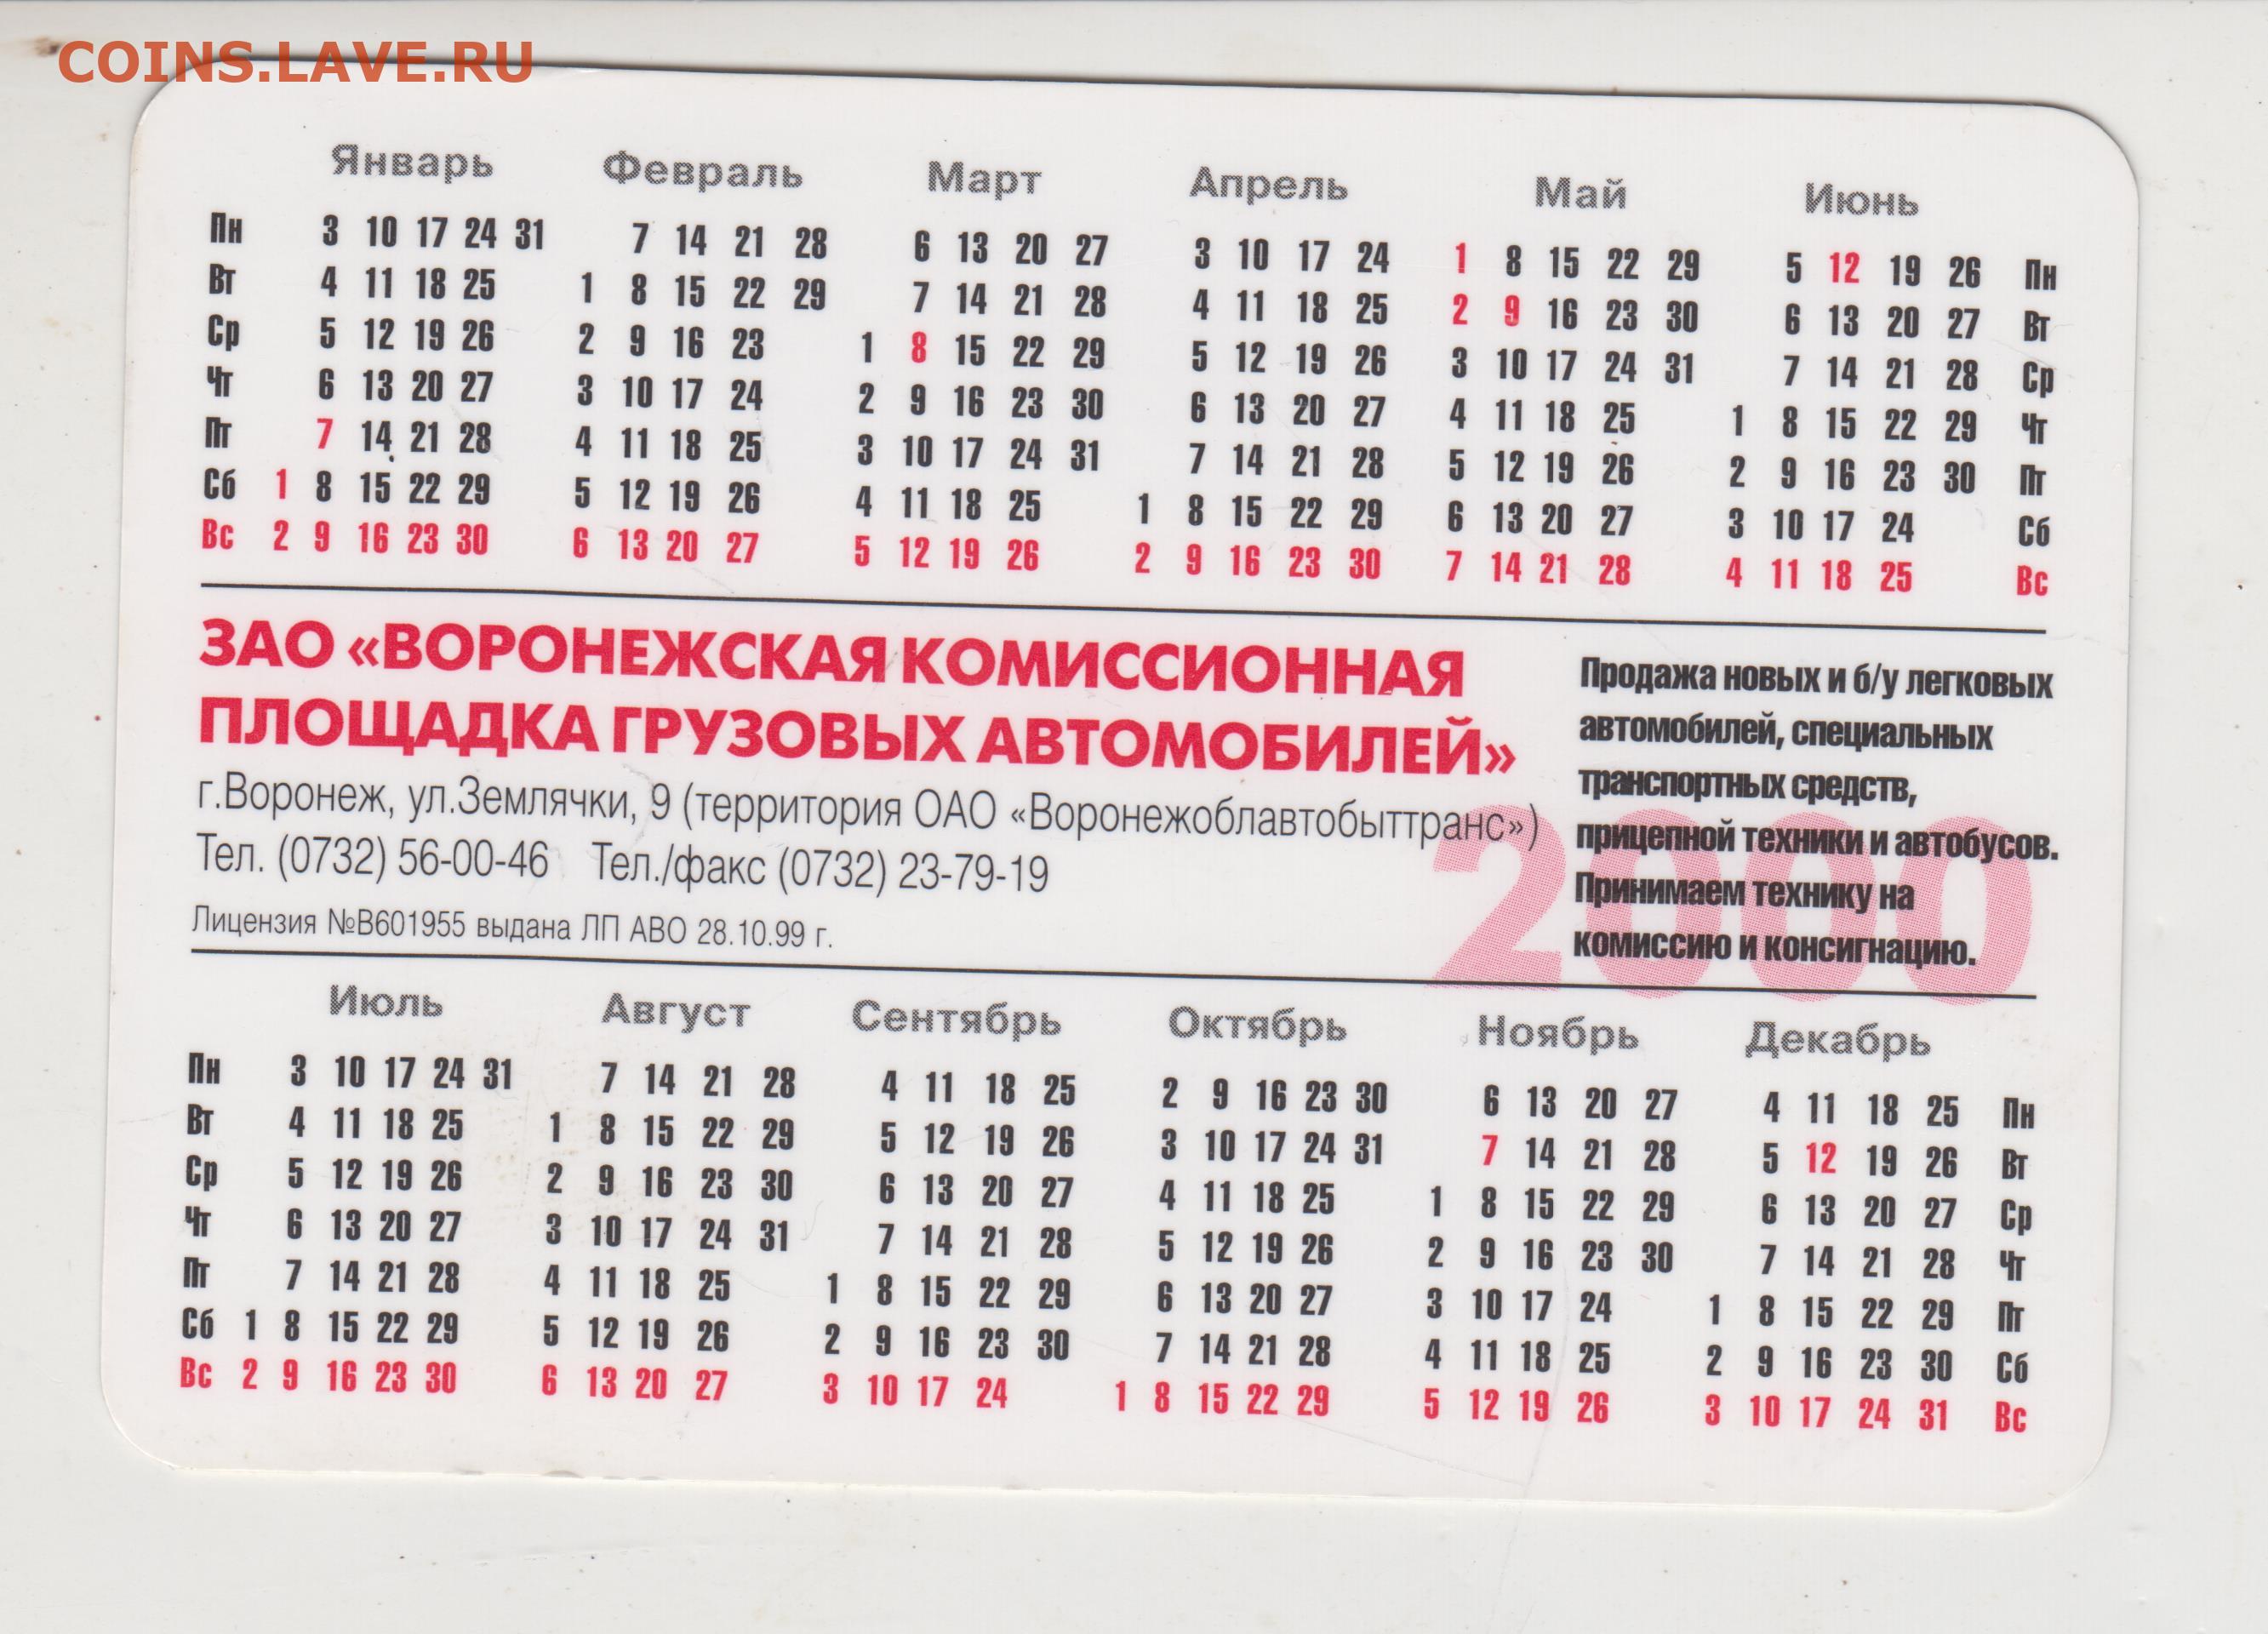 COINS.LAVE.RU
Январь Февраль Март Апрель Май Июнь
Пн 3 10 17 24 31 7 14 21 28 6 13 20 27 3 10 17 24 1 8 15 22 29 5 12 19 26 Пн
Вт 4 11 18 25 1 8 15 22 29 7 14 21 28 4 11 18 25 2 9 16 23 30 6 13 20 27 Вт
Ср 5 12 19 26 2 9 16 23 1 8 15 22 29 5 12 19 26 3 10 17 24 31 7 14 21 28 Ср
Чт 6 13 20 27 3 10 17 24 2 9 16 23 30 6 13 20 27 4 11 18 25 1 8 15 22 29 Чт
Пт 7 14 21 28 4 11 18 25 3 10 17 24 31 7 14 21 28 5 12 19 26 2 9 16 23 30 Пт
Сб 1 8 15 22 29 5 12 19 26 4 11 18 25 1 8 15 22 29 6 13 20 27 3 10 17 24 Сб
Вс 2 9 16 23 30 6 13 20 27 5 12 19 26 2 9 16 23 30 7 14 21 28 4 11 18 25 Вс
ЗАО «ВОРОНЕЖСКАЯ КОМИССИОННАЯ
ПЛОЩАДКА ГРУЗОВЫХ АВТОМОБИЛЕЙ»
г.Воронеж, ул.Землячки, 9 (территория ОАО «Воронежоблавтобыттранс»)
Тел. (0732) 56-00-46 Тел./факс (0732) 23-79-19
Лицензия №В601955 выдана ЛП АВО 28.10.99 г.
Продажа новых и б/у легковых
автомобилей, специальных
транспортных средств,
прицепной техники и автобусов.
Принимаем технику на
комиссию и консигнацию.
2000
Июль Август Сентябрь Октябрь Ноябрь Декабрь
Пн 3 10 17 24 31 7 14 21 28 4 11 18 25 2 9 16 23 30 6 13 20 27 4 11 18 25 Пн
Вт 4 11 18 25 1 8 15 22 29 5 12 19 26 3 10 17 24 31 7 14 21 28 5 12 19 26 Вт
Ср 5 12 19 26 2 9 16 23 30 6 13 20 27 4 11 18 25 1 8 15 22 29 6 13 20 27 Ср
Чт 6 13 20 27 3 10 17 24 31 7 14 21 28 5 12 19 26 2 9 16 23 30 7 14 21 28 Чт
Пт 7 14 21 28 4 11 18 25 1 8 15 22 29 6 13 20 27 3 10 17 24 1 8 15 22 29 Пт
Сб 1 8 15 22 29 5 12 19 26 2 9 16 23 30 7 14 21 28 4 11 18 25 2 9 16 23 30 Сб
Вс 2 9 16 23 30 6 13 20 27 3 10 17 24 1 8 15 22 29 5 12 19 26 3 10 17 24 31 Вс